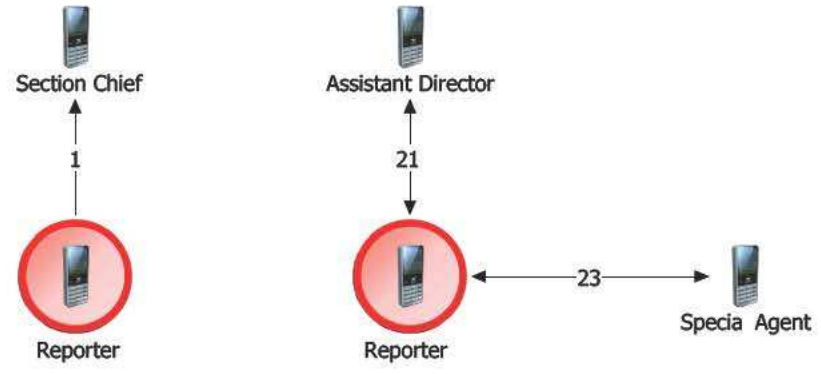 Section Chief
Assistant Director
1
21
23
Specia Agent
Reporter
Reporter